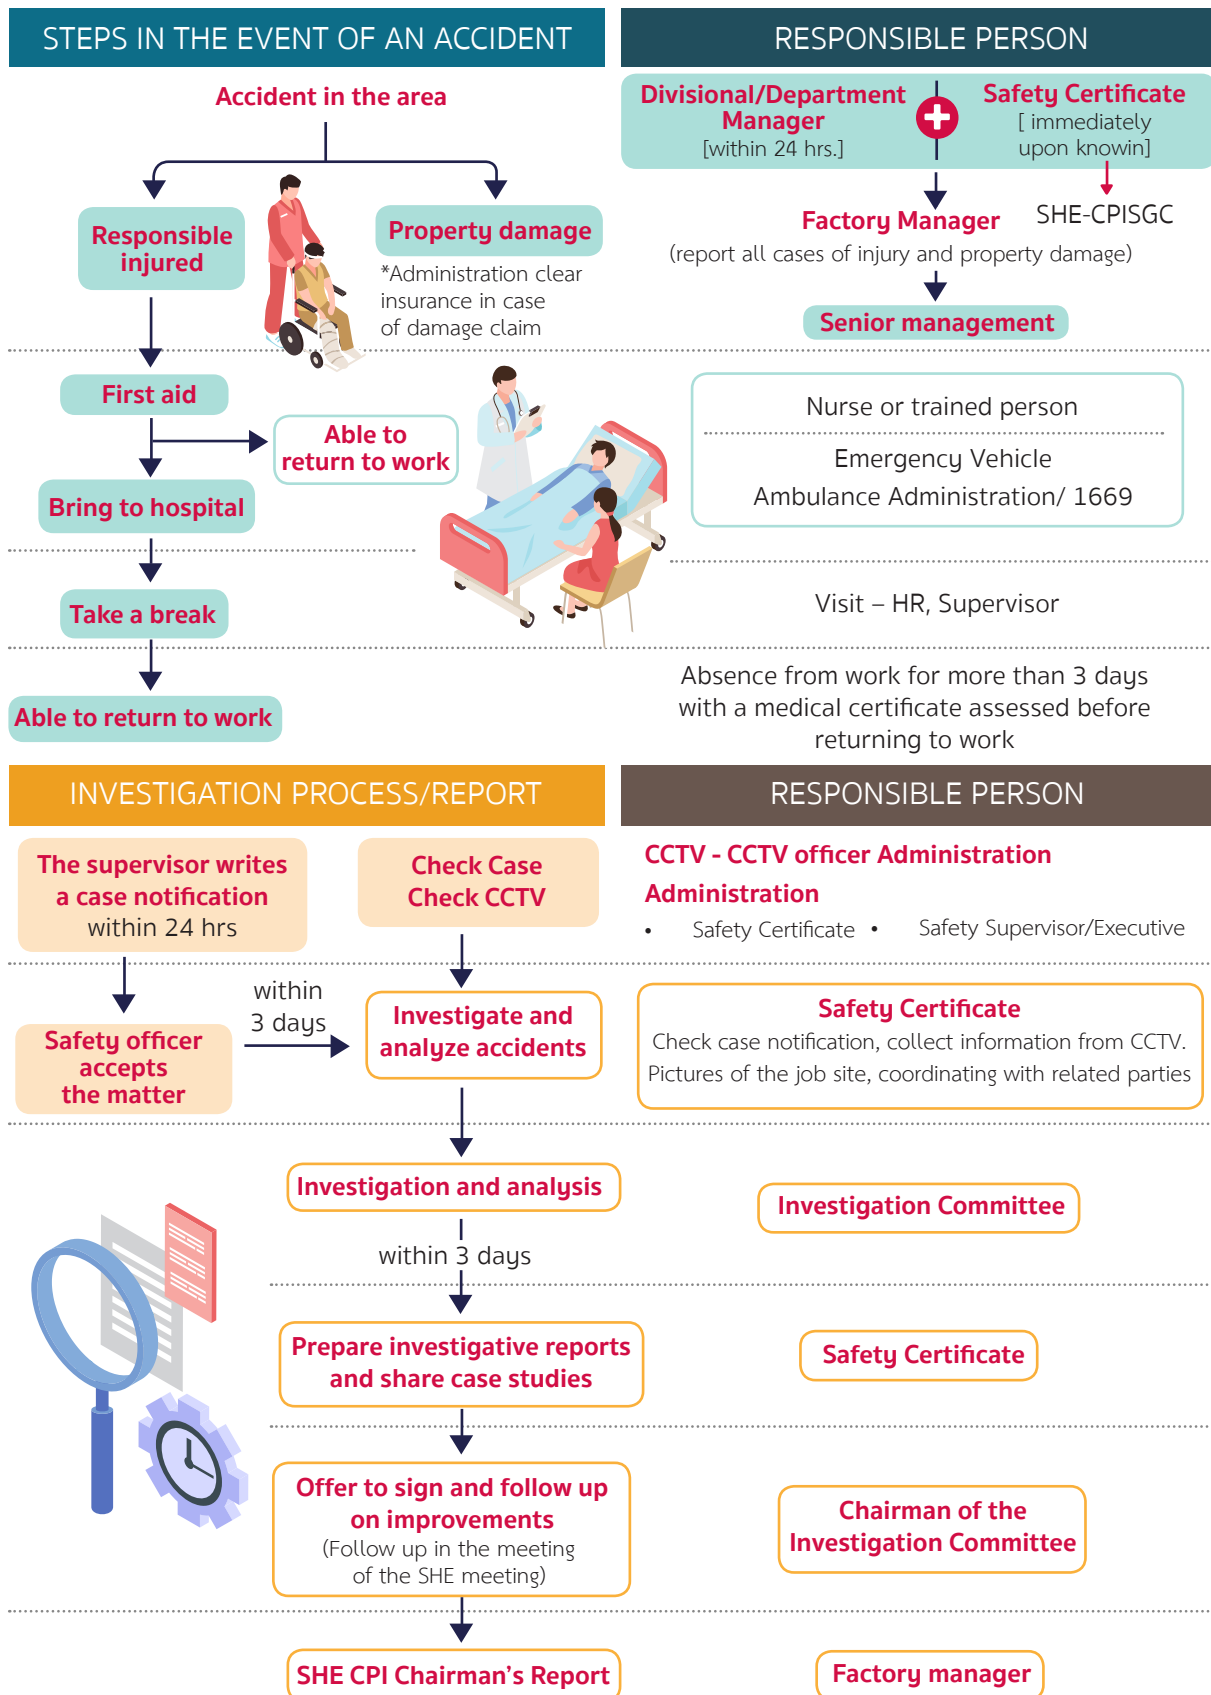 STEPS IN THE EVENT OF AN ACCIDENT
RESPONSIBLE PERSON
Accident in the area
Responsible
injured
Property damage
*Administration clear
insurance in case
of damage claim
Divisional/Department
Manager
[within 24 hrs.]
Safety Certificate
[ immediately
upon knowin]
Factory Manager
SHE-CPISGC
(report all cases of injury and property damage)
Senior management
First aid
Able to
return to work
Bring to hospital
Nurse or trained person
Emergency Vehicle
Ambulance Administration/ 1669
Take a break
Visit – HR, Supervisor
Able to return to work
Absence from work for more than 3 days
with a medical certificate assessed before
returning to work
INVESTIGATION PROCESS/REPORT
RESPONSIBLE PERSON
The supervisor writes
a case notification
within 24 hrs
Check Case
Check CCTV
CCTV - CCTV officer Administration
Administration
• Safety Certificate • Safety Supervisor/Executive
Safety officer
accepts
the matter
within
3 days
Investigate and
analyze accidents
Safety Certificate
Check case notification, collect information from CCTV.
Pictures of the job site, coordinating with related parties
Investigation and analysis
Investigation Committee
within 3 days
Prepare investigative reports
and share case studies
Safety Certificate
Offer to sign and follow up
on improvements
(Follow up in the meeting
of the SHE meeting)
Chairman of the
Investigation Committee
SHE CPI Chairman's Report
Factory manager